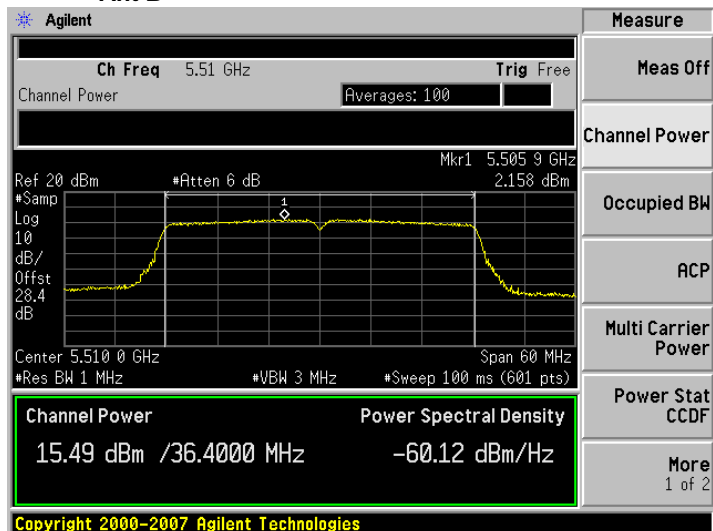 Agilent
Measure
Ch Freq 5.51 GHz Trig Free
Channel Power Averages: 100
Mkr1 5.505 9 GHz
Ref 20 dBm #Atten 6 dB 2.158 dBm
#Samp
Log
10
dB/
Offst
28.4
dB
1
Center 5.510 0 GHz Span 60 MHz
#Res BW 1 MHz #VBW 3 MHz #Sweep 100 ms (601 pts)
Channel Power Power Spectral Density
15.49 dBm /36.4000 MHz -60.12 dBm/Hz
Copyright 2000-2007 Agilent Technologies
Meas Off
Channel Power
Occupied BW
ACP
Multi Carrier
Power
Power Stat
CCDF
More
1 of 2